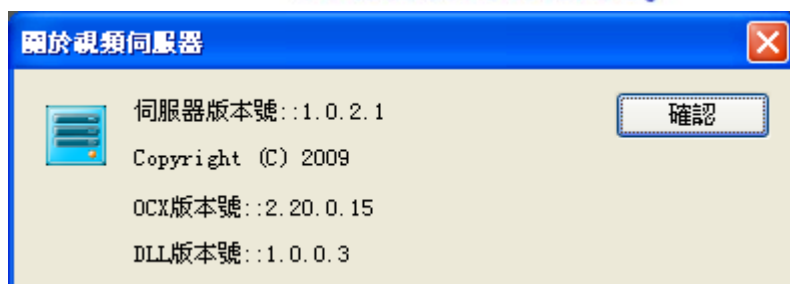 關於視頻伺服器
伺服器版本號::1.0.2.1
確認
Copyright (C) 2009
OCX版本號::2.20.0.15
DLL版本號::1.0.0.3